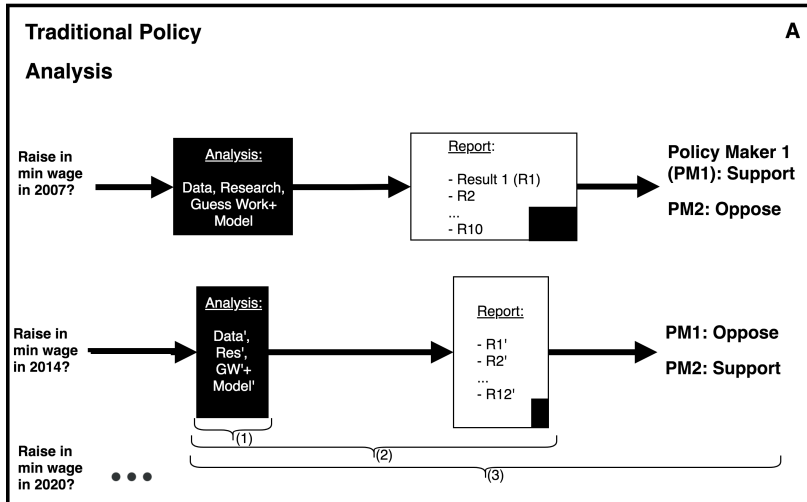 Traditional Policy
A
Analysis
Raise in
min wage
in 2007?
Analysis:
Data, Research,
Guess Work+
Model
Report:
- Result 1 (R1)
- R2
...
- R10
Policy Maker 1
(PM1): Support
PM2: Oppose
Raise in
min wage
in 2014?
Analysis:
Data',
Res',
GW'+
Model'
Report:
- R1'
- R2'
...
- R12'
PM1: Oppose
PM2: Support
(1)
(2)
(3)
Raise in
min wage
in 2020?